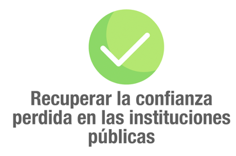 Recuperar la confianza
perdida en las instituciones
públicas